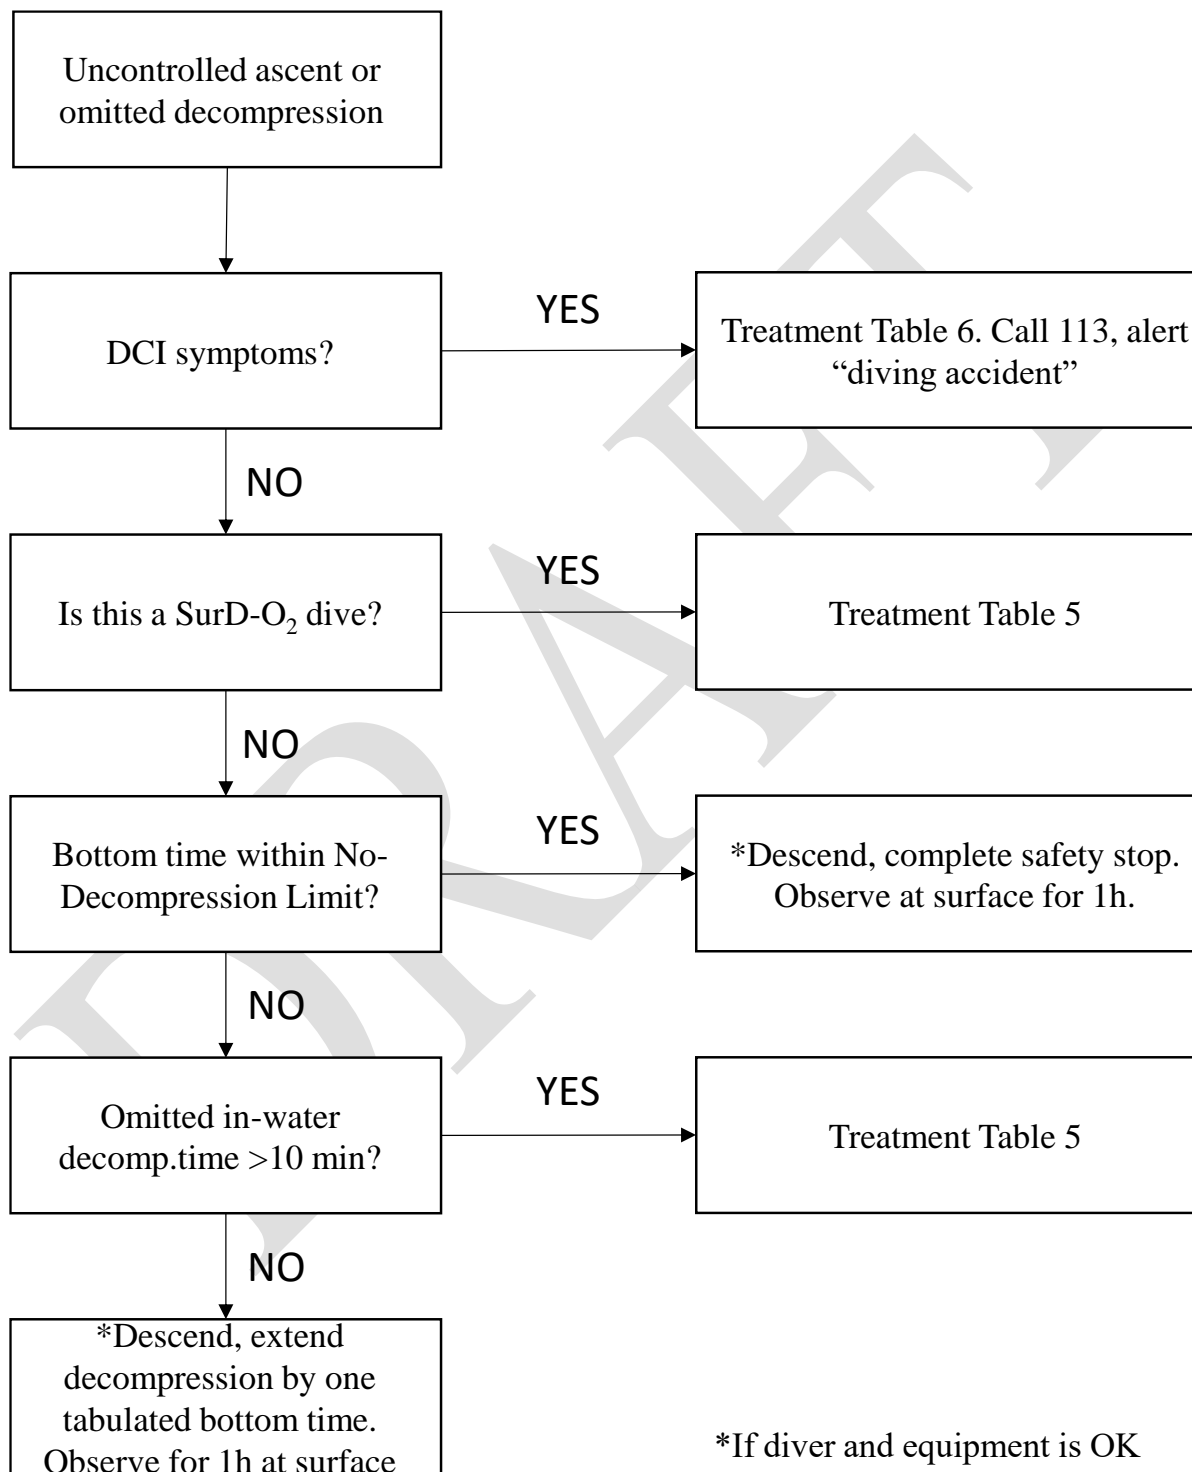 Uncontrolled ascent or
omitted decompression
DCI symptoms?
YES
Treatment Table 6. Call 113, alert
“diving accident”
NO
Is this a SurD-O₂ dive?
YES
Treatment Table 5
NO
Bottom time within No-
Decompression Limit?
YES
*Descend, complete safety stop.
Observe at surface for 1h.
NO
Omitted in-water
decomp.time >10 min?
YES
Treatment Table 5
NO
*Descend, extend
decompression by one
tabulated bottom time.
Observe for 1h at surface
*If diver and equipment is OK
DRAFT